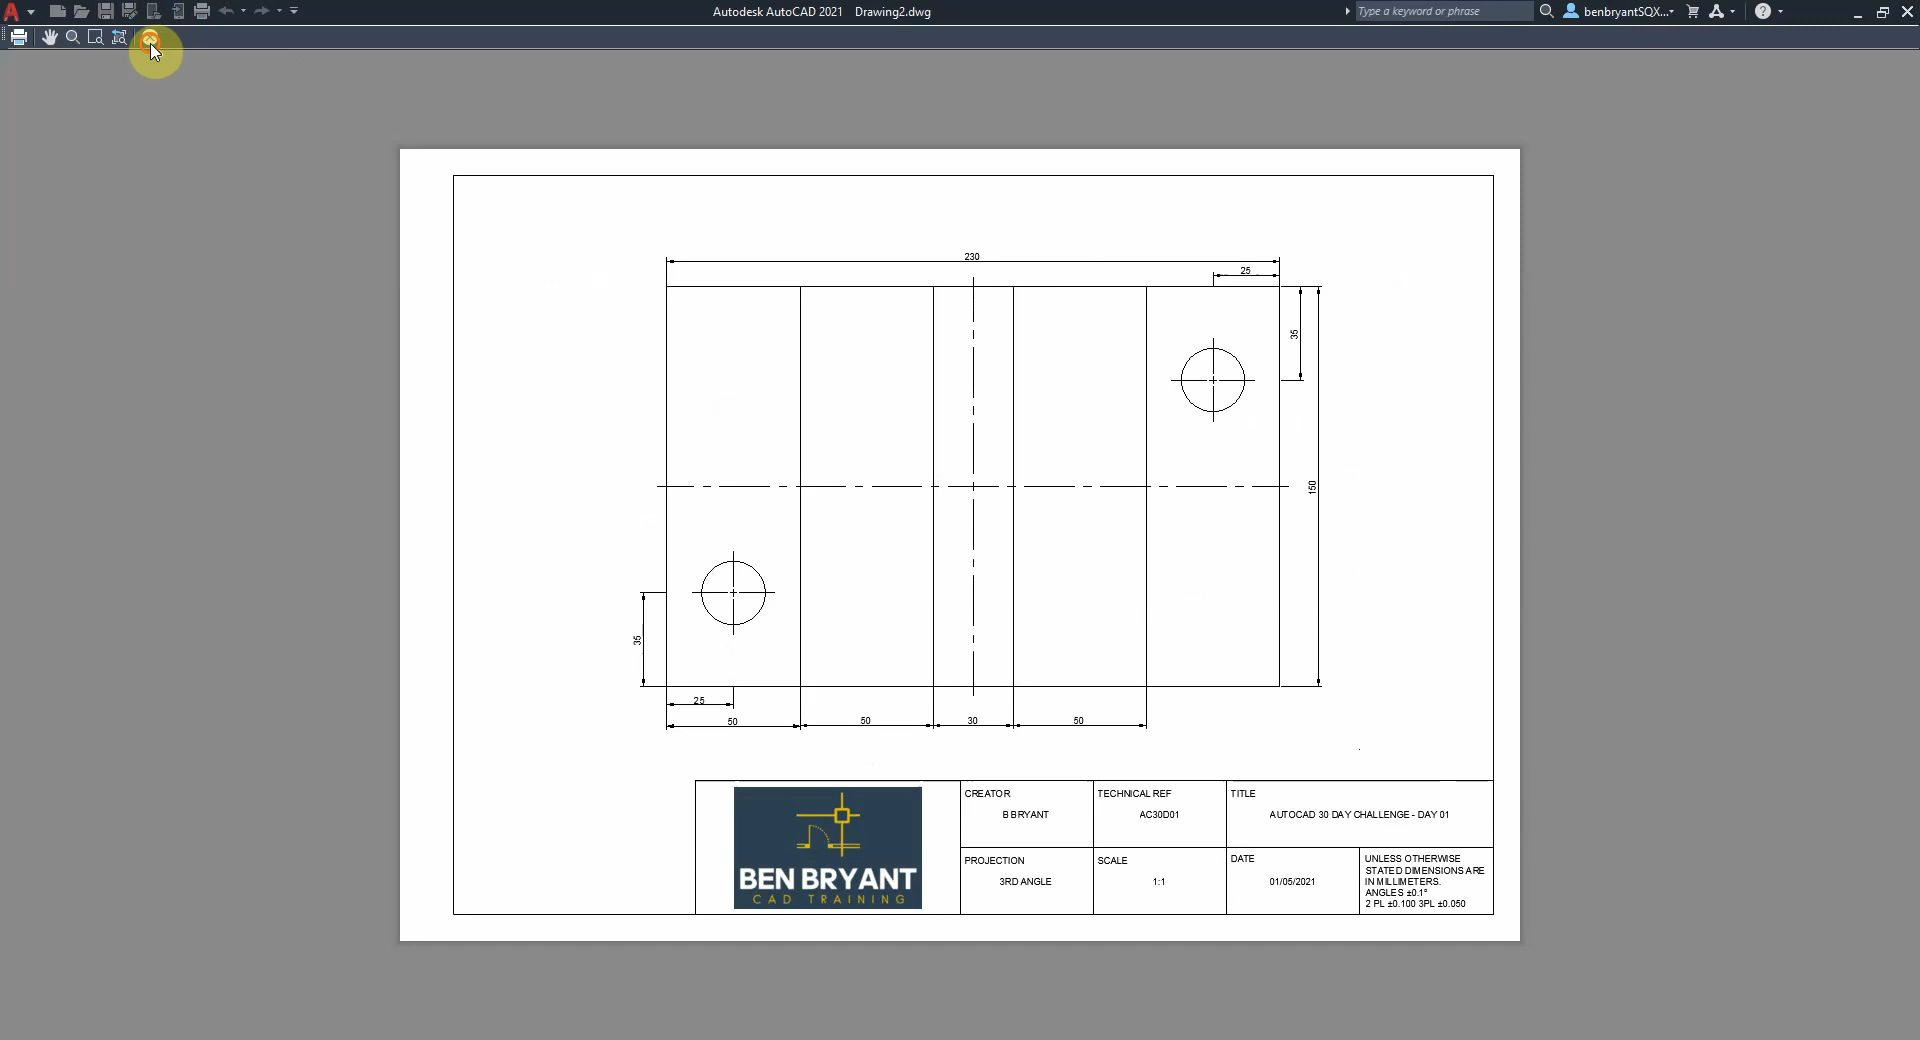 Autodesk AutoCAD 2021 Drawing2.dwg
Type a keyword or phrase
benbryantSQX...
230
25
35
150
35
25
50
50
30
50
CREATOR
B BRYANT
TECHNICAL REF
AC30D01
TITLE
AUTOCAD 30 DAY CHALLENGE - DAY 01
BEN BRYANT
CAD TRAINING
PROJECTION
3RD ANGLE
SCALE
1:1
DATE
01/05/2021
UNLESS OTHERWISE
STATED DIMENSIONS ARE
IN MILLIMETERS.
ANGLES ±0.1°
2 PL ±0.100 3PL ±0.050